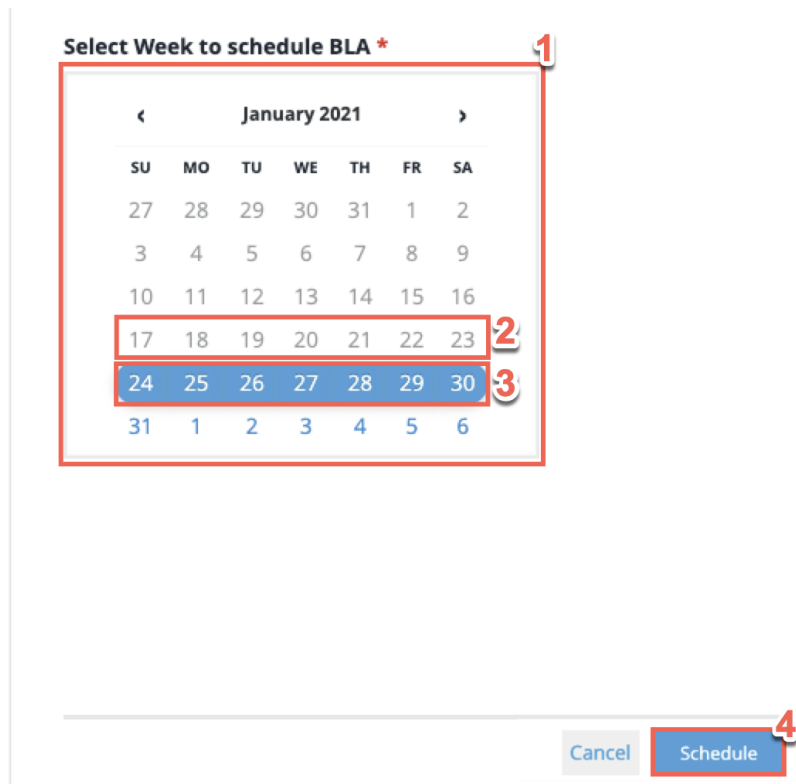 Select Week to schedule BLA * 1
‹ January 2021 ›
SU MO TU WE TH FR SA
27 28 29 30 31 1 2
3 4 5 6 7 8 9
10 11 12 13 14 15 16
17 18 19 20 21 22 23 2
24 25 26 27 28 29 30 3
31 1 2 3 4 5 6
4
Cancel Schedule